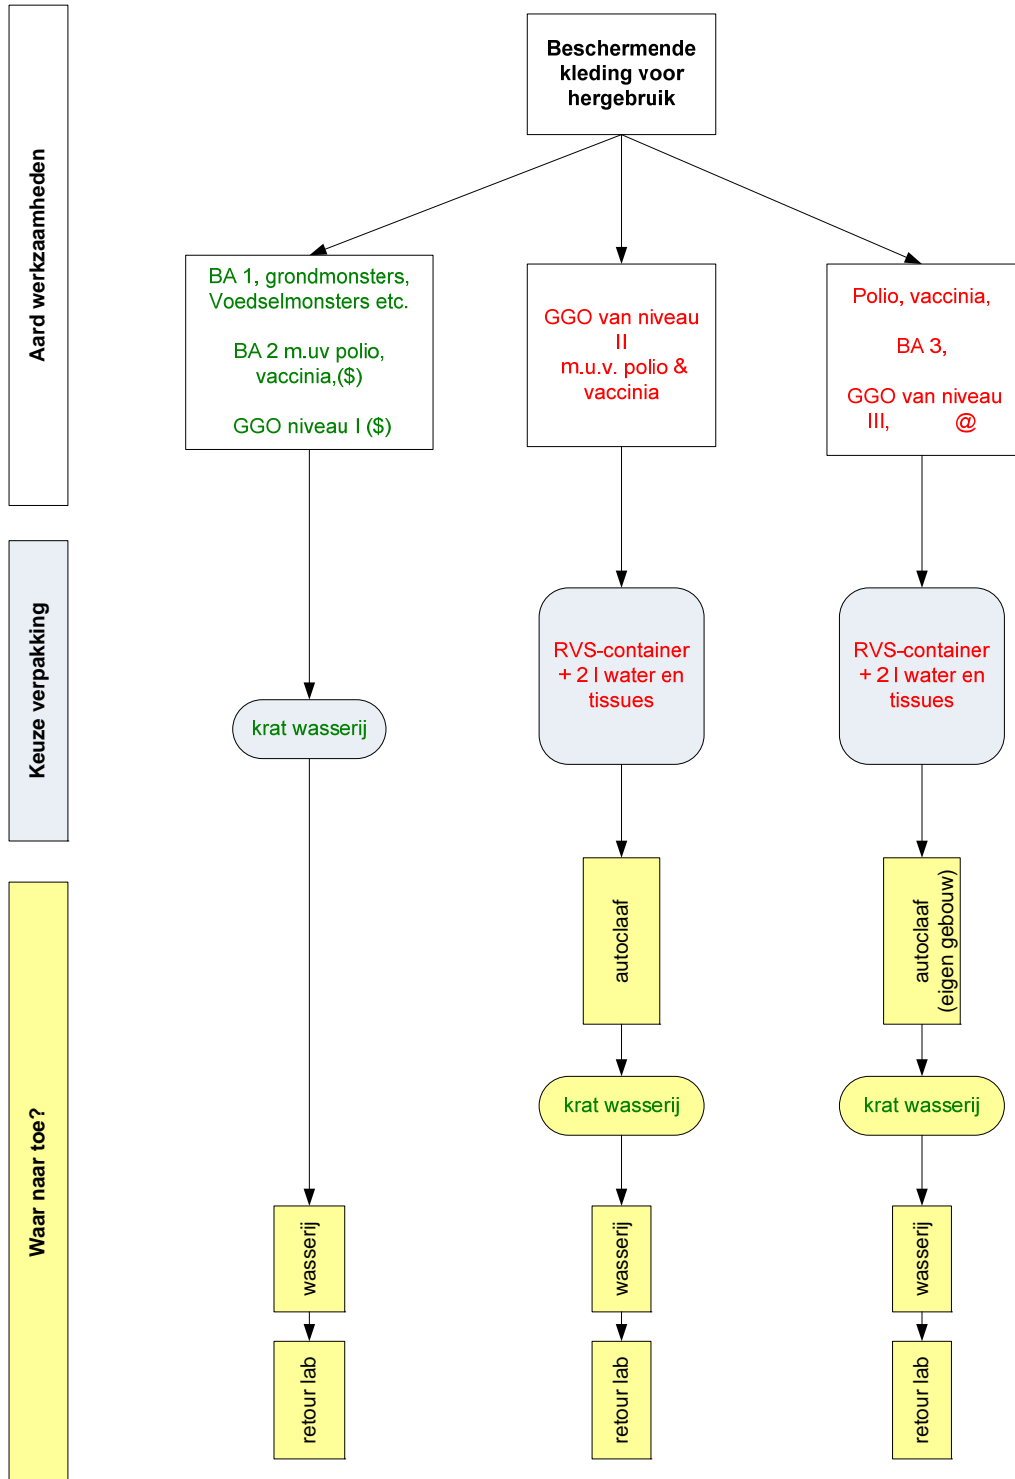 Aard werkzaamheden
Beschermende
kleding voor
hergebruik
BA 1, grondmonsters,
Voedselmonsters etc.
BA 2 m.uv polio,
vaccinia,($)
GGO niveau I ($)
GGO van niveau
II
m.u.v. polio &
vaccinia
Polio, vaccinia,
BA 3,
GGO van niveau
III, @
Keuze verpakking
krat wasserij
RVS-container
+ 2 l water en
tissues
RVS-container
+ 2 l water en
tissues
Waar naar toe?
autoclaaf
autoclaaf
(eigen gebouw)
krat wasserij
krat wasserij
wasserij
wasserij
wasserij
retour lab
retour lab
retour lab